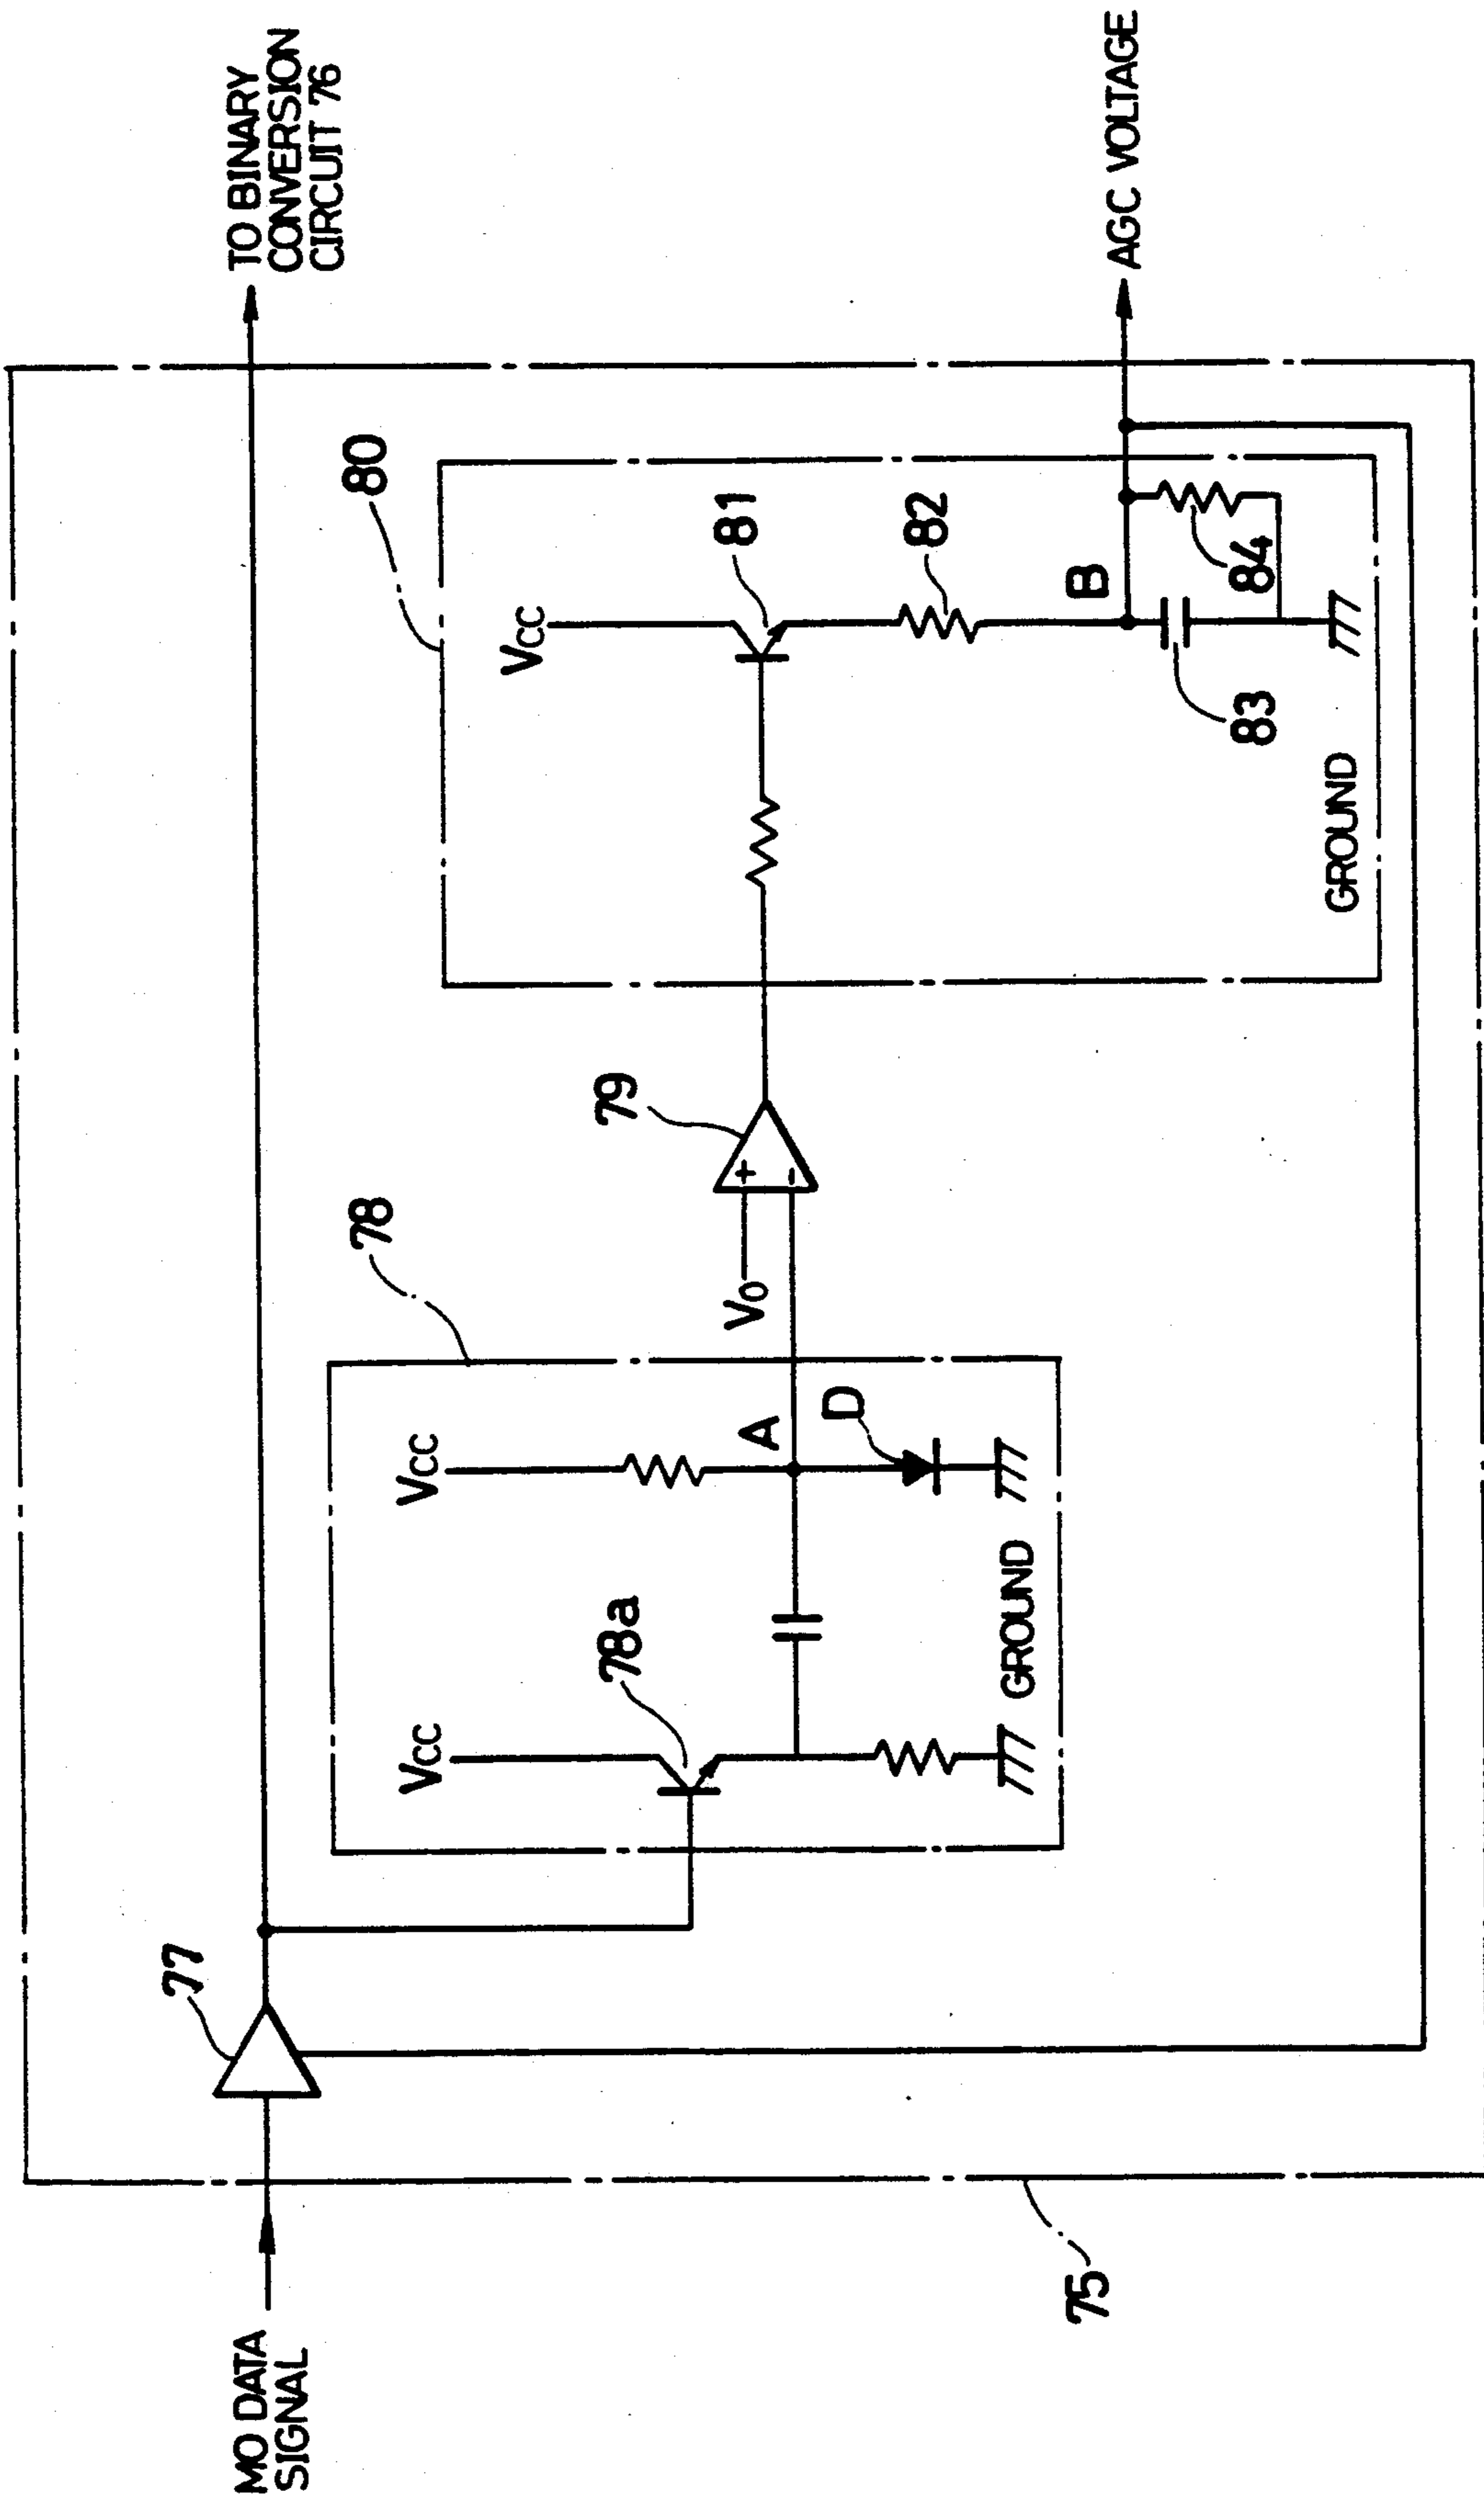 MO DATA
SIGNAL
77
TO BINARY
CONVERSION
CIRCUIT 76
78
80
VCC
78a
VCC
A
D
GROUND
V0
+
-
79
VCC
81
82
B
83
84
GROUND
AGC VOLTAGE
75